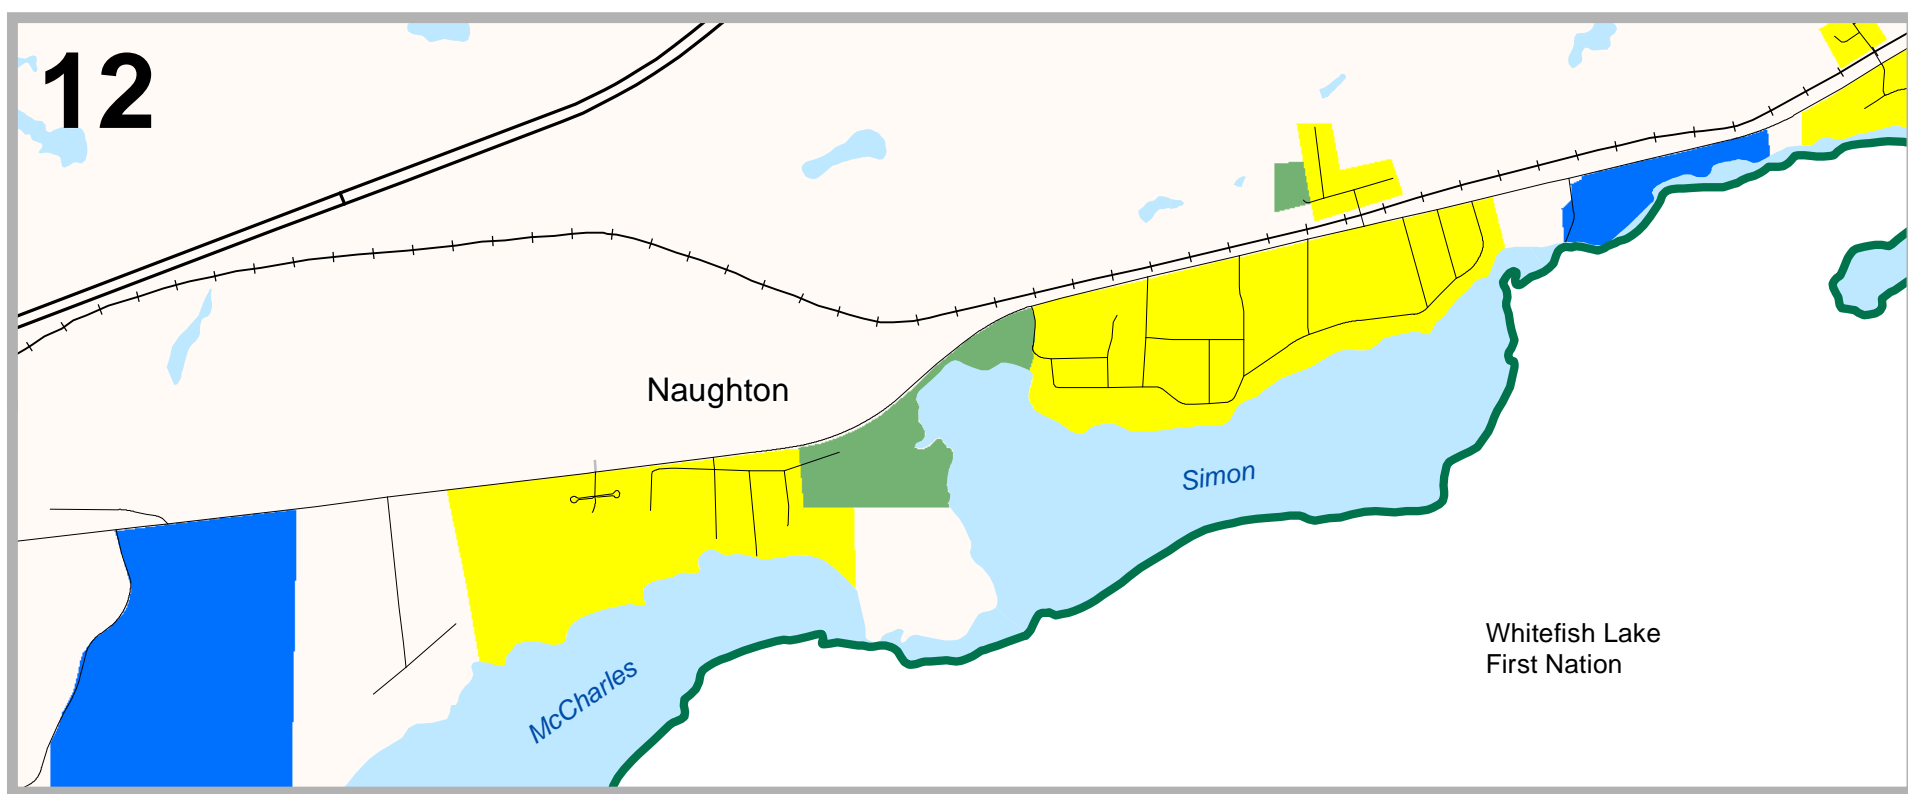 12
Naughton
Simon
McCharles
Whitefish Lake
First Nation